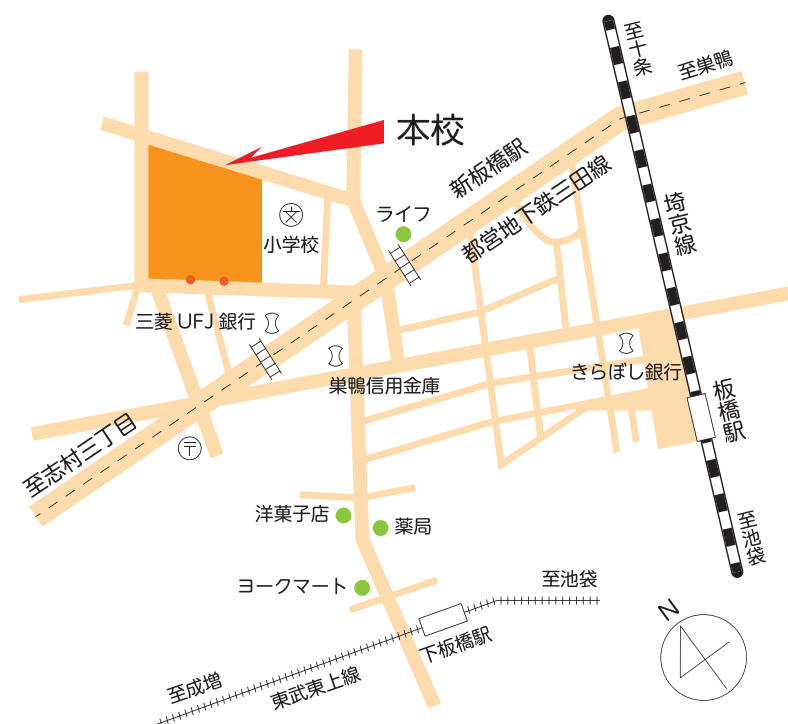 至十条
至巣鴨
本校
新板橋駅
ライフ
都営地下鉄三田線
埼京線
文
小学校
三菱UFJ銀行
巣鴨信用金庫
きらぼし銀行
板橋駅
至志村三丁目
〒
洋菓子店
薬局
至池袋
ヨークマート
至池袋
N
下板橋駅
至成増
東武東上線